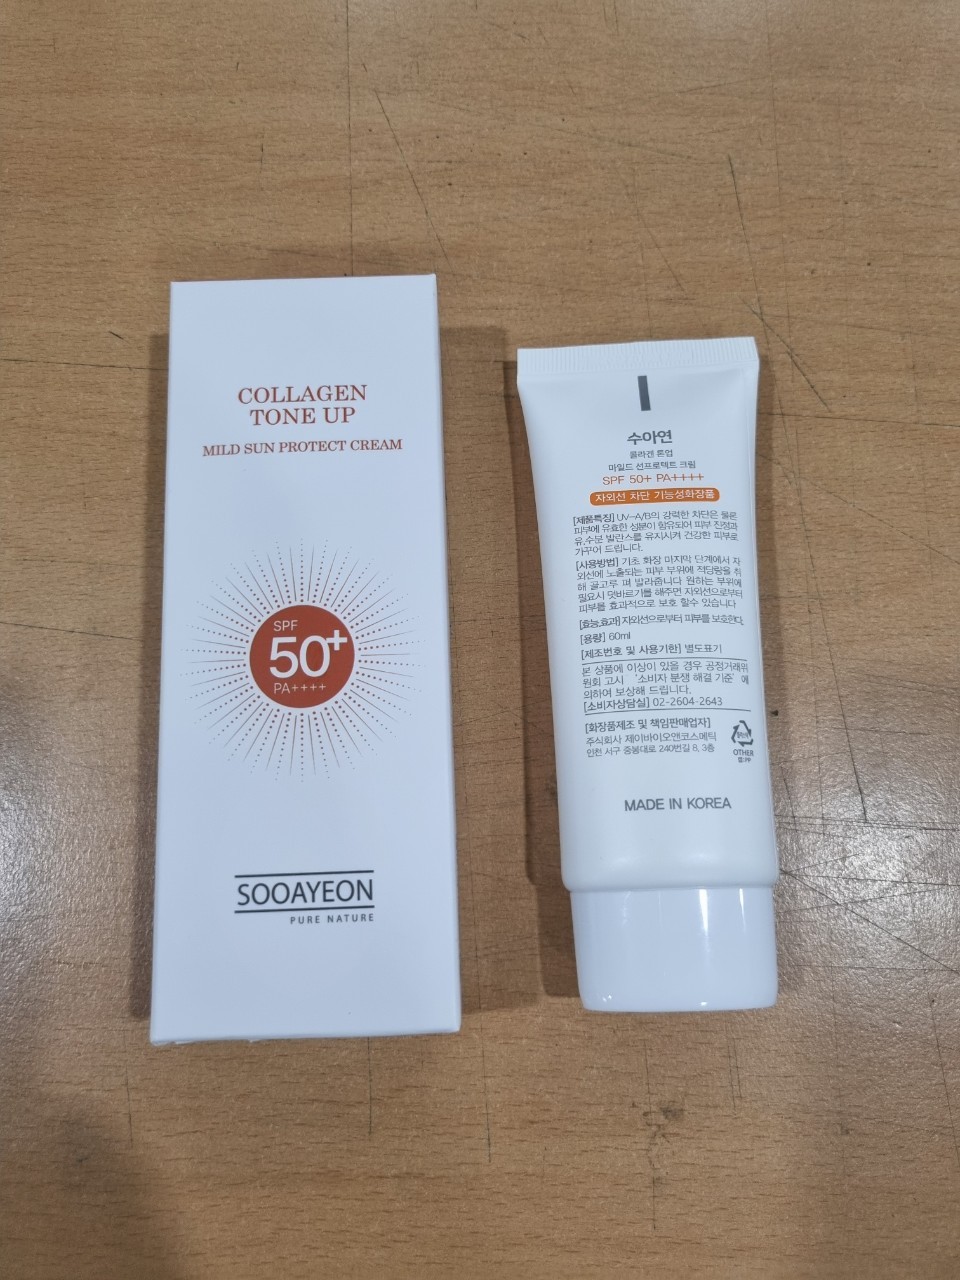 COLLAGEN
TONE UP
MILD SUN PROTECT CREAM
SPF
50+
PA++++
SOOAYEON
PURE NATURE
수아연
콜라겐 톤업
마일드 선프로텍트 크림
SPF 50+ PA++++
자외선 차단 기능성화장품
[제품특징] UV-A/B의 강력한 차단은 물론
피부에 유효한 성분이 함유되어 피부 진정과
유,수분 발란스를 유지시켜 건강한 피부로
가꾸어 드립니다.
[사용방법] 기초 화장 마지막 단계에서 자
외선에 노출되는 피부 부위에 적당량을 취
해 골고루 펴 발라줍니다 원하는 부위에
필요시 덧바르기를 해주면 자외선으로부터
피부를 효과적으로 보호 할수 있습니다
[효능,효과] 자외선으로부터 피부를 보호한다.
[용량] 60ml
[제조번호 및 사용기한] 별도표기
본 상품에 이상이 있을 경우 공정거래위
원회 고시 '소비자 분쟁 해결 기준' 에
의하여 보상해 드립니다.
[소비자상담실] 02-2604-2643
[화장품제조 및 책임판매업자]
주식회사 제이바이오앤코스메틱
인천 서구 중봉대로 240번길 8, 3층
OTHER
MADE IN KOREA